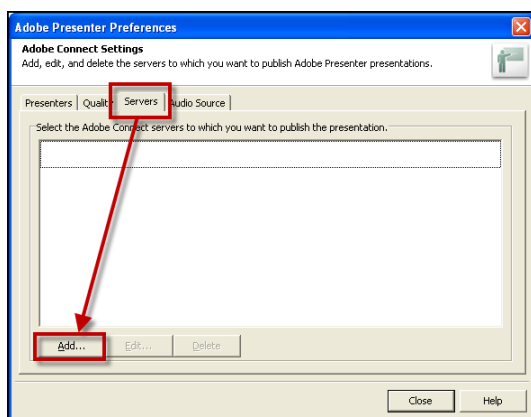 Adobe Presenter Preferences
Adobe Connect Settings
Add, edit, and delete the servers to which you want to publish Adobe Presenter presentations.
Presenters Quality Servers Audio Source
Select the Adobe Connect servers to which you want to publish the presentation.
Add... Edit... Delete
Close Help